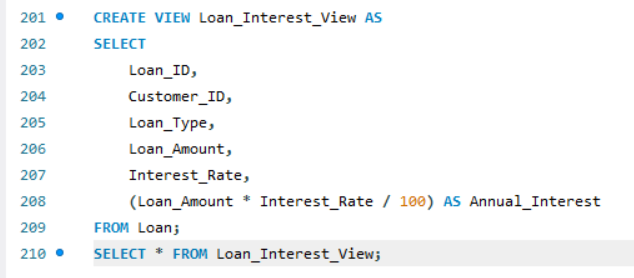 201 CREATE VIEW Loan_Interest_View AS
202 SELECT
203 Loan_ID,
204 Customer_ID,
205 Loan_Type,
206 Loan_Amount,
207 Interest_Rate,
208 (Loan_Amount * Interest_Rate / 100) AS Annual_Interest
209 FROM Loan;
210 SELECT * FROM Loan_Interest_View;